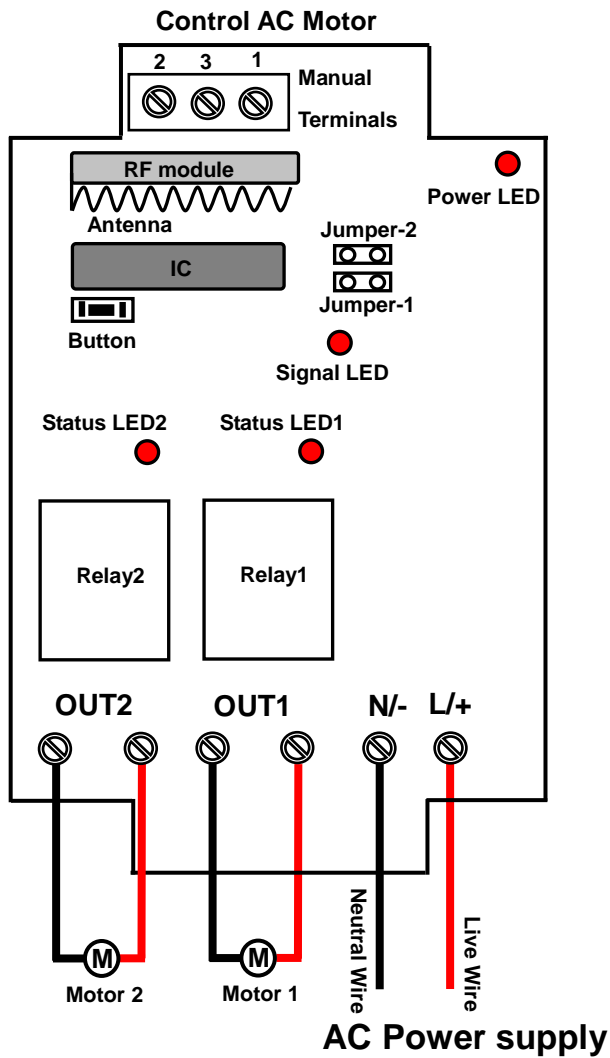 Control AC Motor
2 3 1
Manual
Terminals
RF module
Antenna
Power LED
Jumper-2
IC
Jumper-1
Button
Signal LED
Status LED2
Status LED1
Relay2
Relay1
OUT2
OUT1
N/-
L/+
Neutral Wire
Live Wire
M
M
Motor 2
Motor 1
AC Power supply